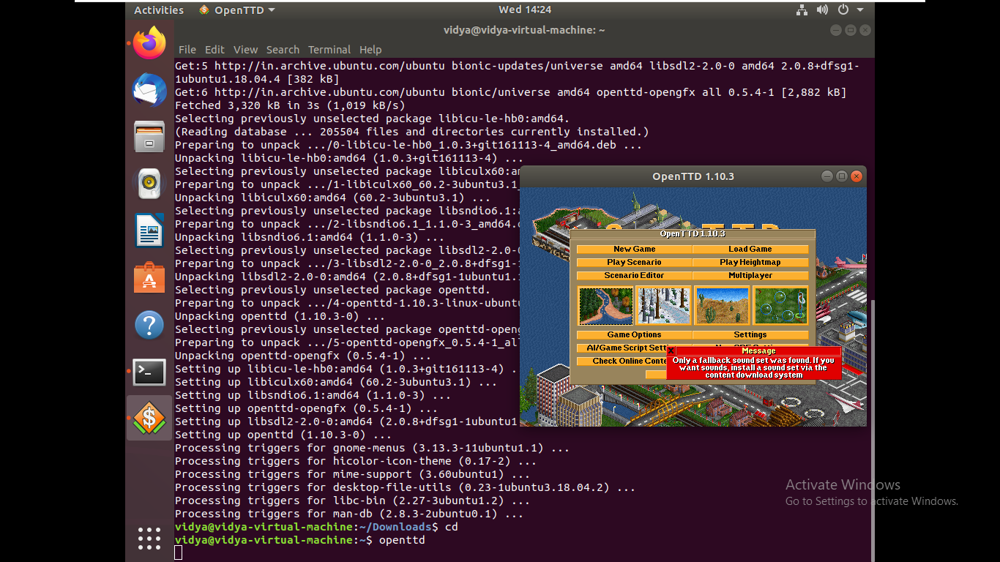 Activities
OpenTTD
Wed 14:24
vidya@vidya-virtual-machine: ~
File Edit View Search Terminal Help
Get:5 http://in.archive.ubuntu.com/ubuntu bionic-updates/universe amd64 libsdl2-2.0-0 amd64 2.0.8+dfsg1-
1ubuntu1.18.04.4 [382 kB]
Get:6 http://in.archive.ubuntu.com/ubuntu bionic/universe amd64 openttd-opengfx all 0.5.4-1 [2,882 kB]
Fetched 3,320 kB in 3s (1,019 kB/s)
Selecting previously unselected package libicu-le-hb0:amd64.
(Reading database ... 205504 files and directories currently installed.)
Preparing to unpack .../0-libicu-le-hb0_1.0.3+git161113-4_amd64.deb ...
Unpacking libicu-le-hb0:amd64 (1.0.3+git161113-4) ...
Selecting previously unselected package libiculx60:am
Preparing to unpack .../1-libiculx60_60.2-3ubuntu3.1_
Unpacking libiculx60:amd64 (60.2-3ubuntu3.1) ...
Selecting previously unselected package libsndio6.1:a
Preparing to unpack .../2-libsndio6.1_1.1.0-3_amd64.
Unpacking libsndio6.1:amd64 (1.1.0-3) ...
Selecting previously unselected package libsdl2-2.0-0
Preparing to unpack .../3-libsdl2-2.0-0_2.0.8+dfsg1-
Unpacking libsdl2-2.0-0:amd64 (2.0.8+dfsg1-1ubuntu1.
Selecting previously unselected package openttd.
Preparing to unpack .../4-openttd-1.10.3-linux-ubuntu
Unpacking openttd (1.10.3-0) ...
Selecting previously unselected package openttd-openg
Preparing to unpack .../5-openttd-opengfx_0.5.4-1_all
Unpacking openttd-opengfx (0.5.4-1) ...
Setting up libicu-le-hb0:amd64 (1.0.3+git161113-4) .
Setting up libiculx60:amd64 (60.2-3ubuntu3.1) ...
Setting up libsndio6.1:amd64 (1.1.0-3) ...
Setting up openttd-opengfx (0.5.4-1) ...
Setting up libsdl2-2.0-0:amd64 (2.0.8+dfsg1-1ubuntu1
Setting up openttd (1.10.3-0) ...
Processing triggers for gnome-menus (3.13.3-11ubuntu1.1) ...
Processing triggers for hicolor-icon-theme (0.17-2) ...
Processing triggers for mime-support (3.60ubuntu1) ...
Processing triggers for desktop-file-utils (0.23-1ubuntu3.18.04.2) ...
Processing triggers for libc-bin (2.27-3ubuntu1.2) ...
Processing triggers for man-db (2.8.3-2ubuntu0.1) ...
vidya@vidya-virtual-machine:~/Downloads$ cd
vidya@vidya-virtual-machine:~$ openttd
OpenTTD 1.10.3
OpenTTD 1.10.3
New Game
Load Game
Play Scenario
Play Heightmap
Scenario Editor
Multiplayer
Game Options
Settings
AI/Game Script Setti
Check Online Conte
X
Message
Only a fallback sound set was found. If you
want sounds, install a sound set via the
content download system
Activate Windows
Go to Settings to activate Windows.